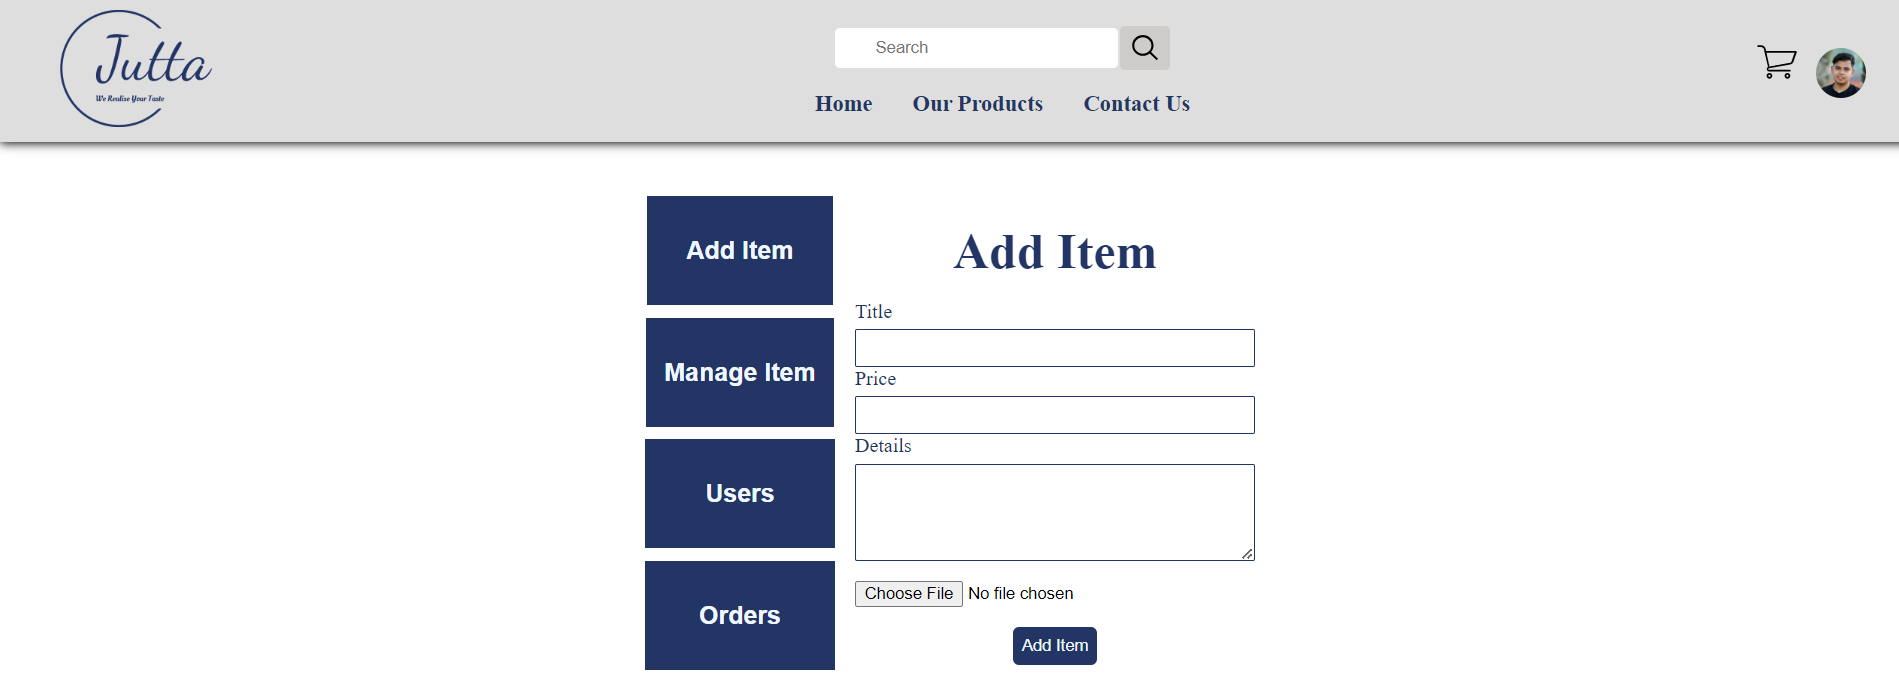 Jutta
We Realise Your Taste
Search
Home Our Products Contact Us
Add Item
Manage Item
Users
Orders
Add Item
Title
Price
Details
Choose File No file chosen
Add Item